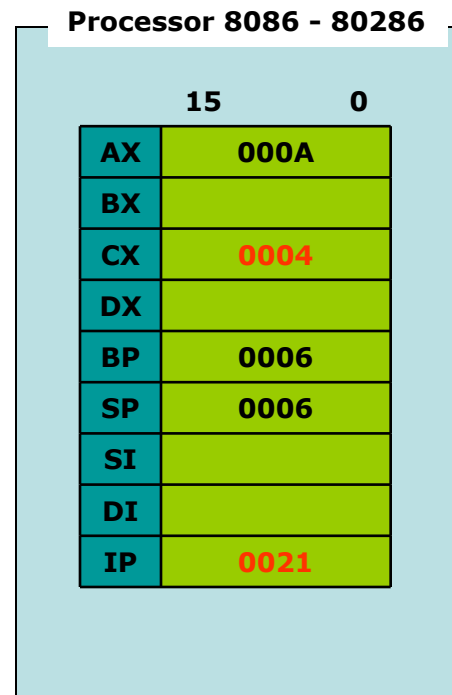 Processor 8086 - 80286
15 0
AX 000A
BX
CX 0004
DX
BP 0006
SP 0006
SI
DI
IP 0021